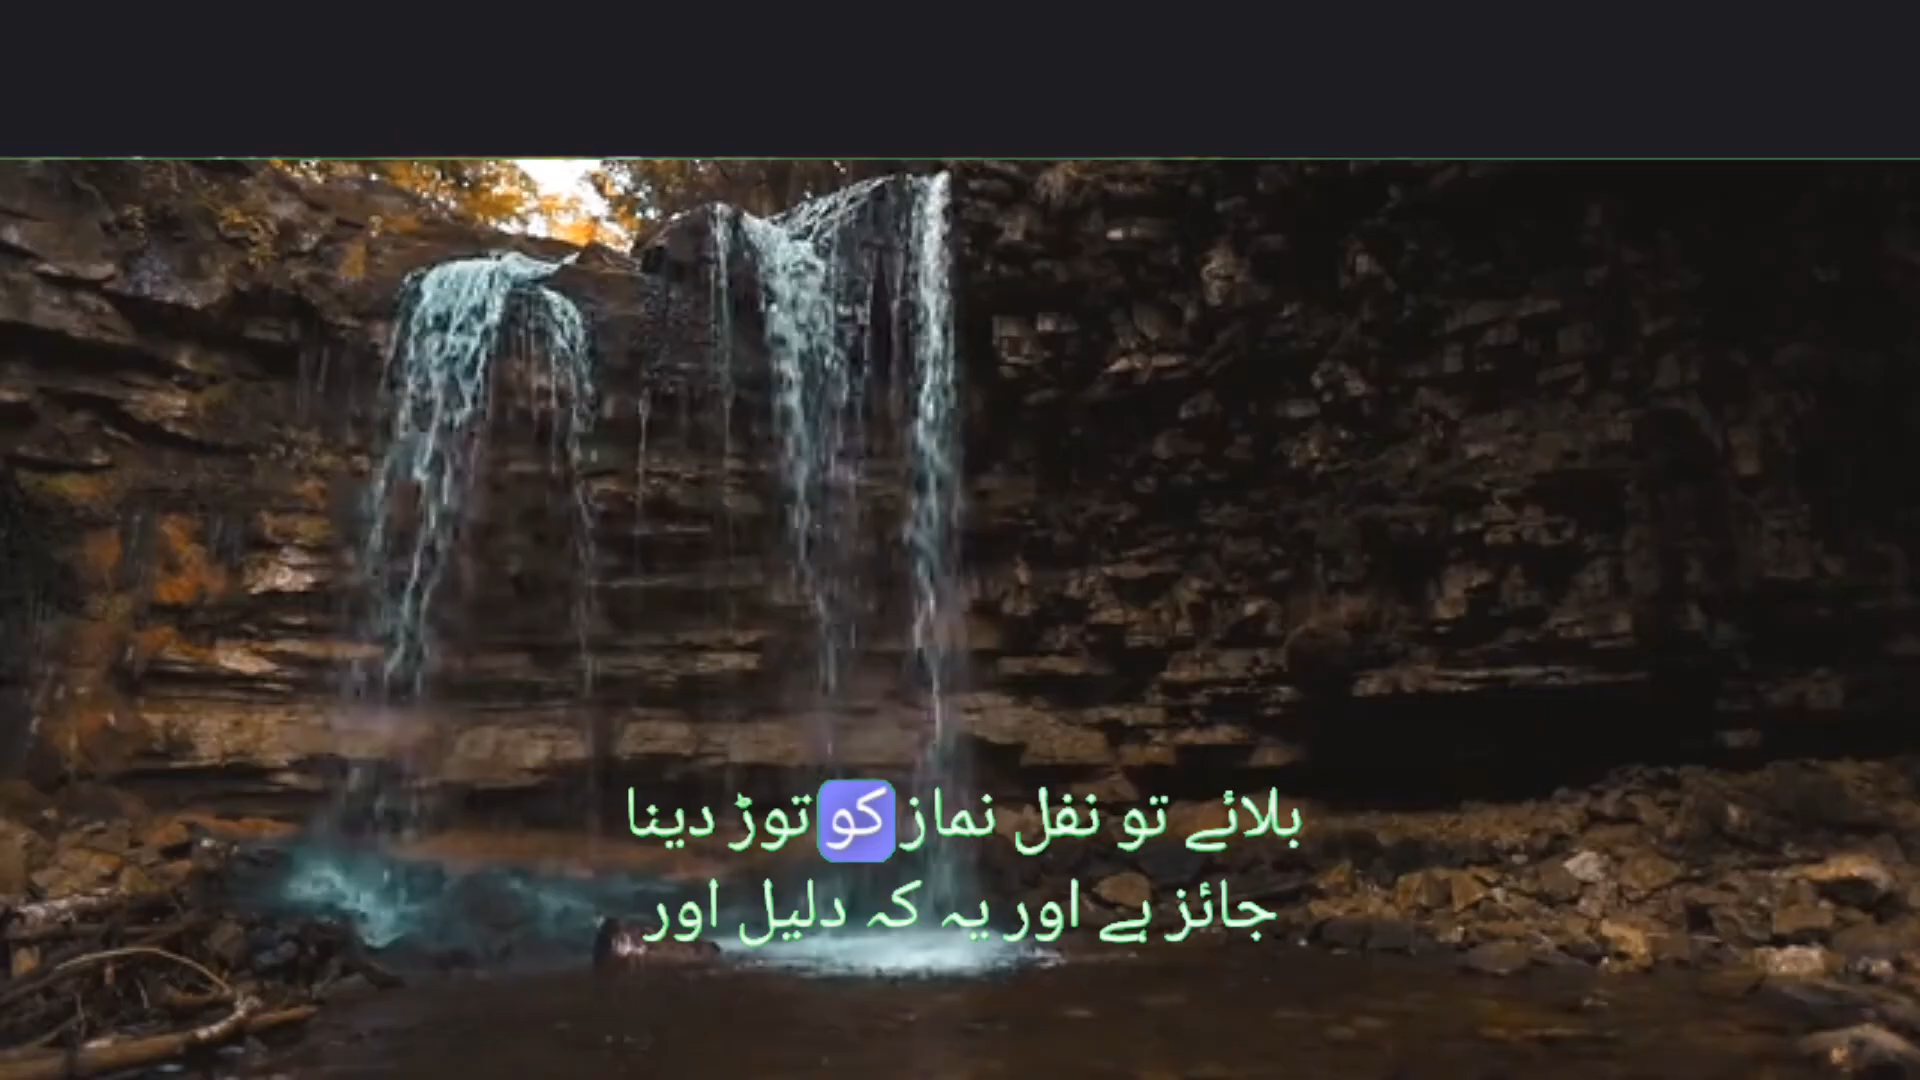 بلائے تو نفل نماز کو توڑ دینا
جائز ہے اور یہ کہ دلیل اور